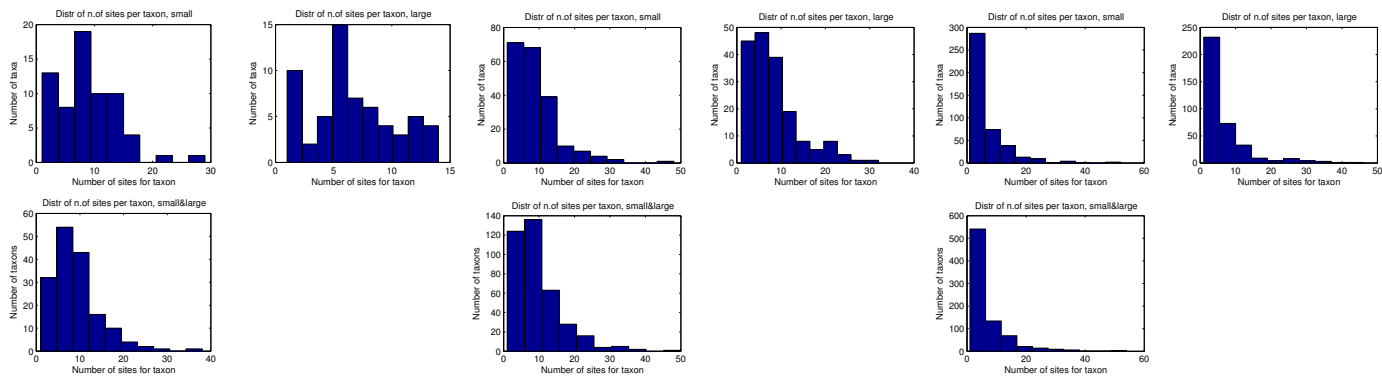 Distr of n.of sites per taxon, small
20
15
10
5
0
Number of taxa
0 10 20 30
Number of sites for taxon
Distr of n.of sites per taxon, large
15
10
5
0
Number of taxa
0 5 10 15
Number of sites for taxon
Distr of n.of sites per taxon, small
80
60
40
20
0
Number of taxa
0 10 20 30 40 50
Number of sites for taxon
Distr of n.of sites per taxon, large
50
40
30
20
10
0
Number of taxa
0 10 20 30 40
Number of sites for taxon
Distr of n.of sites per taxon, small
300
250
200
150
100
50
0
Number of taxa
0 20 40 60
Number of sites for taxon
Distr of n.of sites per taxon, large
250
200
150
100
50
0
Number of taxa
0 10 20 30 40 50
Number of sites for taxon
Distr of n.of sites per taxon, small&large
60
50
40
30
20
10
0
Number of taxons
0 10 20 30 40
Number of sites for taxon
Distr of n.of sites per taxon, small&large
140
120
100
80
60
40
20
0
Number of taxons
0 10 20 30 40 50
Number of sites for taxon
Distr of n.of sites per taxon, small&large
600
500
400
300
200
100
0
Number of taxons
0 20 40 60
Number of sites for taxon